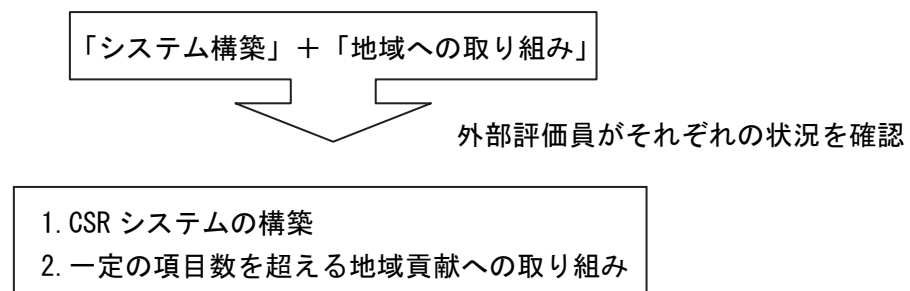 「システム構築」＋「地域への取り組み」
外部評価員がそれぞれの状況を確認
1. CSR システムの構築
2. 一定の項目数を超える地域貢献への取り組み